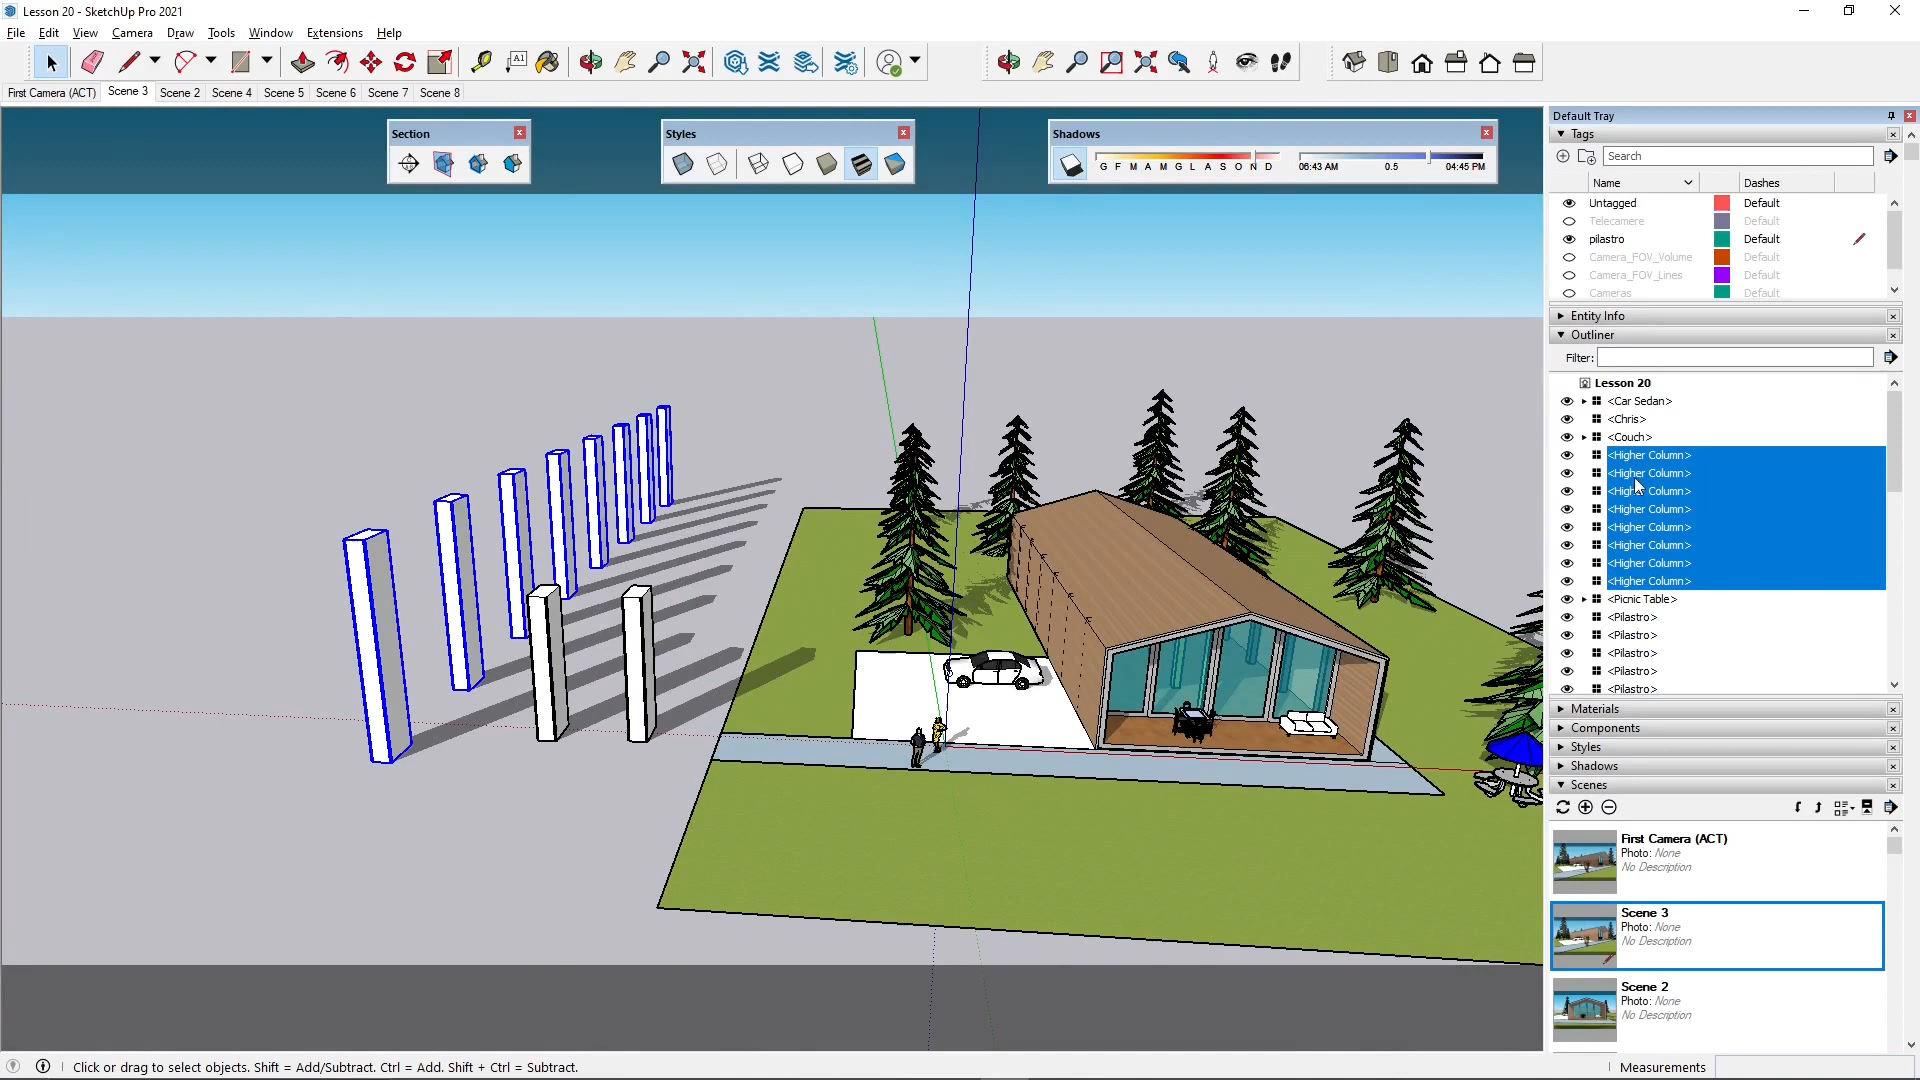 Lesson 20 - SketchUp Pro 2021
File Edit View Camera Draw Tools Window Extensions Help
A1
First Camera (ACT) Scene 3 Scene 2 Scene 4 Scene 5 Scene 6 Scene 7 Scene 8
Section
Styles
Shadows
G F M A M G L A S O N D
06:43 AM 0.5 04:45 PM
Default Tray
Tags
Search
Name Dashes
Untagged Default
Telecamere Default
pilastro Default
Camera_FOV_Volume Default
Camera_FOV_Lines Default
Cameras Default
Entity Info
Outliner
Filter:
Lesson 20
<Car Sedan>
<Chris>
<Couch>
<Higher Column>
<Higher Column>
<Higher Column>
<Higher Column>
<Higher Column>
<Higher Column>
<Higher Column>
<Higher Column>
<Picnic Table>
<Pilastro>
<Pilastro>
<Pilastro>
<Pilastro>
<Pilastro>
Materials
Components
Styles
Shadows
Scenes
First Camera (ACT)
Photo: None
No Description
Scene 3
Photo: None
No Description
Scene 2
Photo: None
No Description
Click or drag to select objects. Shift = Add/Subtract. Ctrl = Add. Shift + Ctrl = Subtract.
Measurements